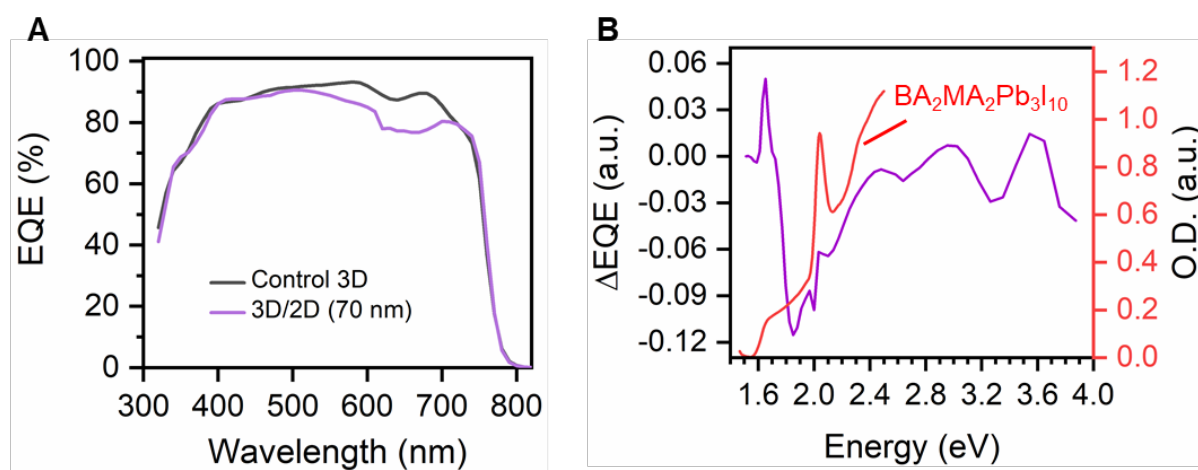 A
EQE (%)
100
80
60
40
20
0
Control 3D
3D/2D (70 nm)
300 400 500 600 700 800
Wavelength (nm)
B
ΔEQE (a.u.)
0.06
0.03
0.00
-0.03
-0.06
-0.09
-0.12
BA₂MA₂Pb₃I₁₀
1.2
1.0
0.8
0.6
0.4
0.2
0.0
O.D. (a.u.)
1.6 2.0 2.4 2.8 3.2 3.6 4.0
Energy (eV)